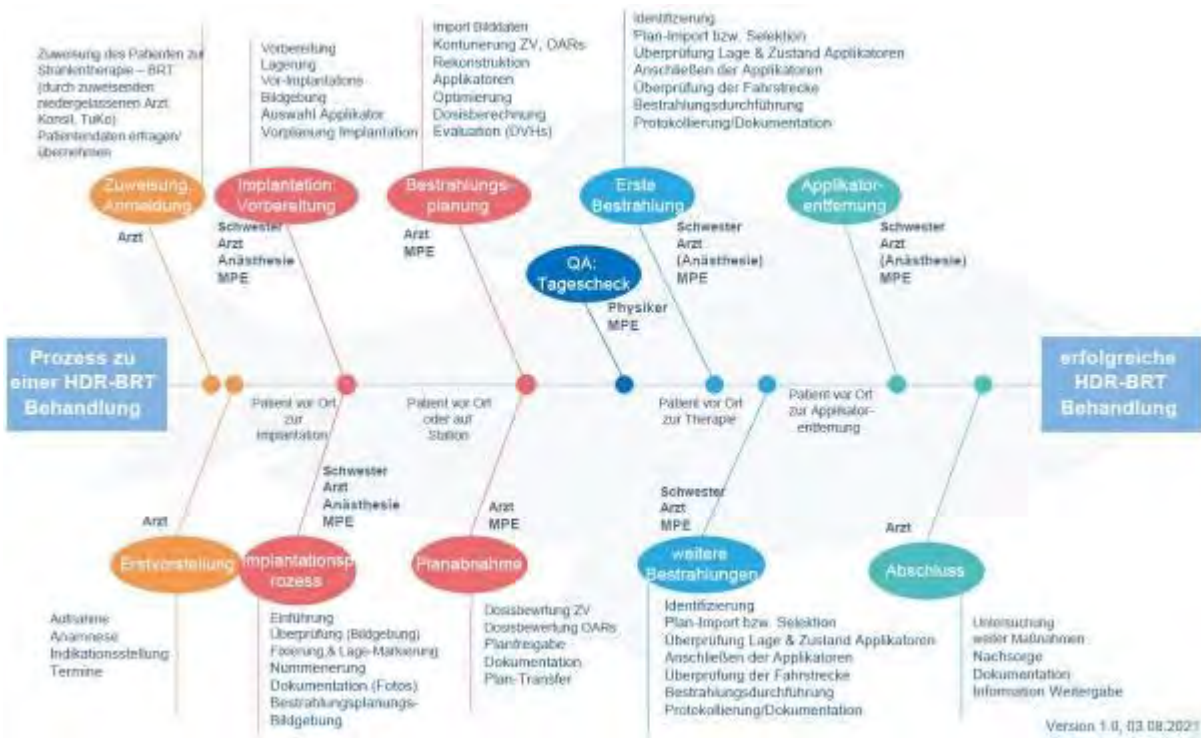 Zuweisung des Patienten zur
Strahlentherapie – BRT
(durch zuweisenden
niedergelassenen Arzt,
Konsil, TuKo)
Patientendaten erfragen/
übernehmen
Vorbereitung
Lagerung
Vor-Implantations
Bildgebung
Auswahl Applikator
Vorplanung Implantation
Import Bilddaten
Konturierung ZV, OARs
Rekonstruktion
Applikatoren
Optimierung
Dosisberechnung
Evaluation (DVHs)
Identifizierung
Plan-Import bzw. Selektion
Überprüfung Lage & Zustand Applikatoren
Anschließen der Applikatoren
Überprüfung der Fahrstrecke
Bestrahlungsdurchführung
Protokollierung/Dokumentation
Zuweisung,
Anmeldung
Implantation:
Vorbereitung
Bestrahlungs-
planung
Erste
Bestrahlung
Applikator-
entfernung
Arzt
Schwester
Arzt
Anästhesie
MPE
Arzt
MPE
QA:
Tagescheck
Physiker
MPE
Schwester
Arzt
(Anästhesie)
MPE
Schwester
Arzt
(Anästhesie)
MPE
Prozess zu
einer HDR-BRT
Behandlung
Patient vor Ort
zur
Implantation
Patient vor Ort
oder auf
Station
Patient vor Ort
zur Therapie
Patient vor Ort
zur Applikator-
entfernung
erfolgreiche
HDR-BRT
Behandlung
Arzt
Schwester
Arzt
Anästhesie
MPE
Arzt
MPE
Schwester
Arzt
MPE
Arzt
Erstvorstellung
Implantationsp
rozess
Planabnahme
weitere
Bestrahlungen
Abschluss
Aufnahme
Anamnese
Indikationsstellung
Termine
Einführung
Überprüfung (Bildgebung)
Fixierung & Lage-Markierung
Nummerierung
Dokumentation (Fotos)
Bestrahlungsplanungs-
Bildgebung
Dosisbewrtung ZV
Dosisbewertung OARs
Planfreigabe
Dokumentation
Plan-Transfer
Identifizierung
Plan-Import bzw. Selektion
Überprüfung Lage & Zustand Applikatoren
Anschließen der Applikatoren
Überprüfung der Fahrstrecke
Bestrahlungsdurchführung
Protokollierung/Dokumentation
Untersuchung
weiter Maßnahmen
Nachsorge
Dokumentation
Information Weitergabe
Version 1.0, 03.08.2021